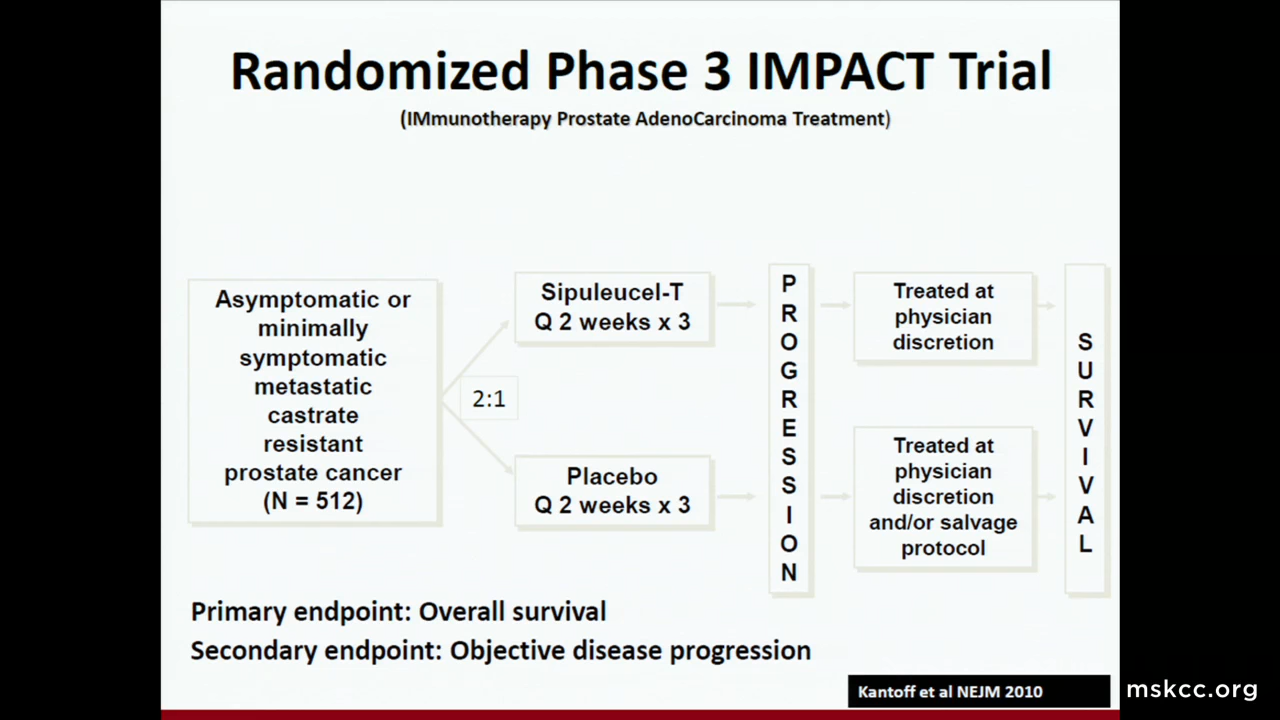 Randomized Phase 3 IMPACT Trial
(IMmunotherapy Prostate AdenoCarcinoma Treatment)
Asymptomatic or
minimally
symptomatic
metastatic
castrate
resistant
prostate cancer
(N = 512)
2:1
Sipuleucel-T
Q 2 weeks x 3
Placebo
Q 2 weeks x 3
P
R
O
G
R
E
S
S
I
O
N
Treated at
physician
discretion
Treated at
physician
discretion
and/or salvage
protocol
S
U
R
V
I
V
A
L
Primary endpoint: Overall survival
Secondary endpoint: Objective disease progression
Kantoff et al NEJM 2010
mskcc.org